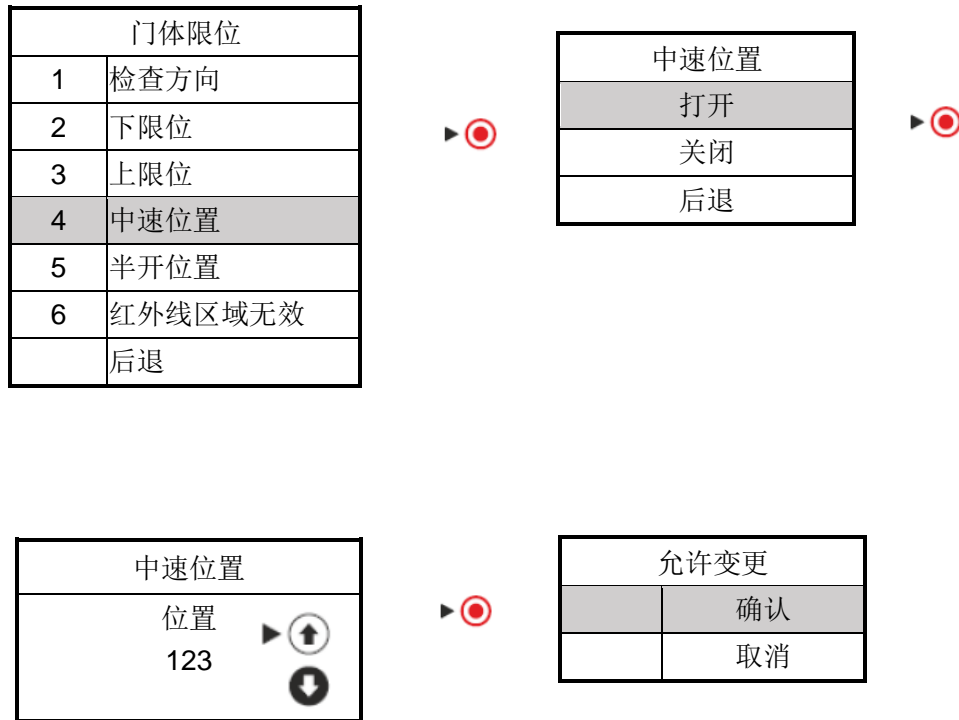 门体限位
1 检查方向
2 下限位
3 上限位
4 中速位置
5 半开位置
6 红外线区域无效
后退
中速位置
打开
关闭
后退
中速位置
位置
123
允许变更
确认
取消